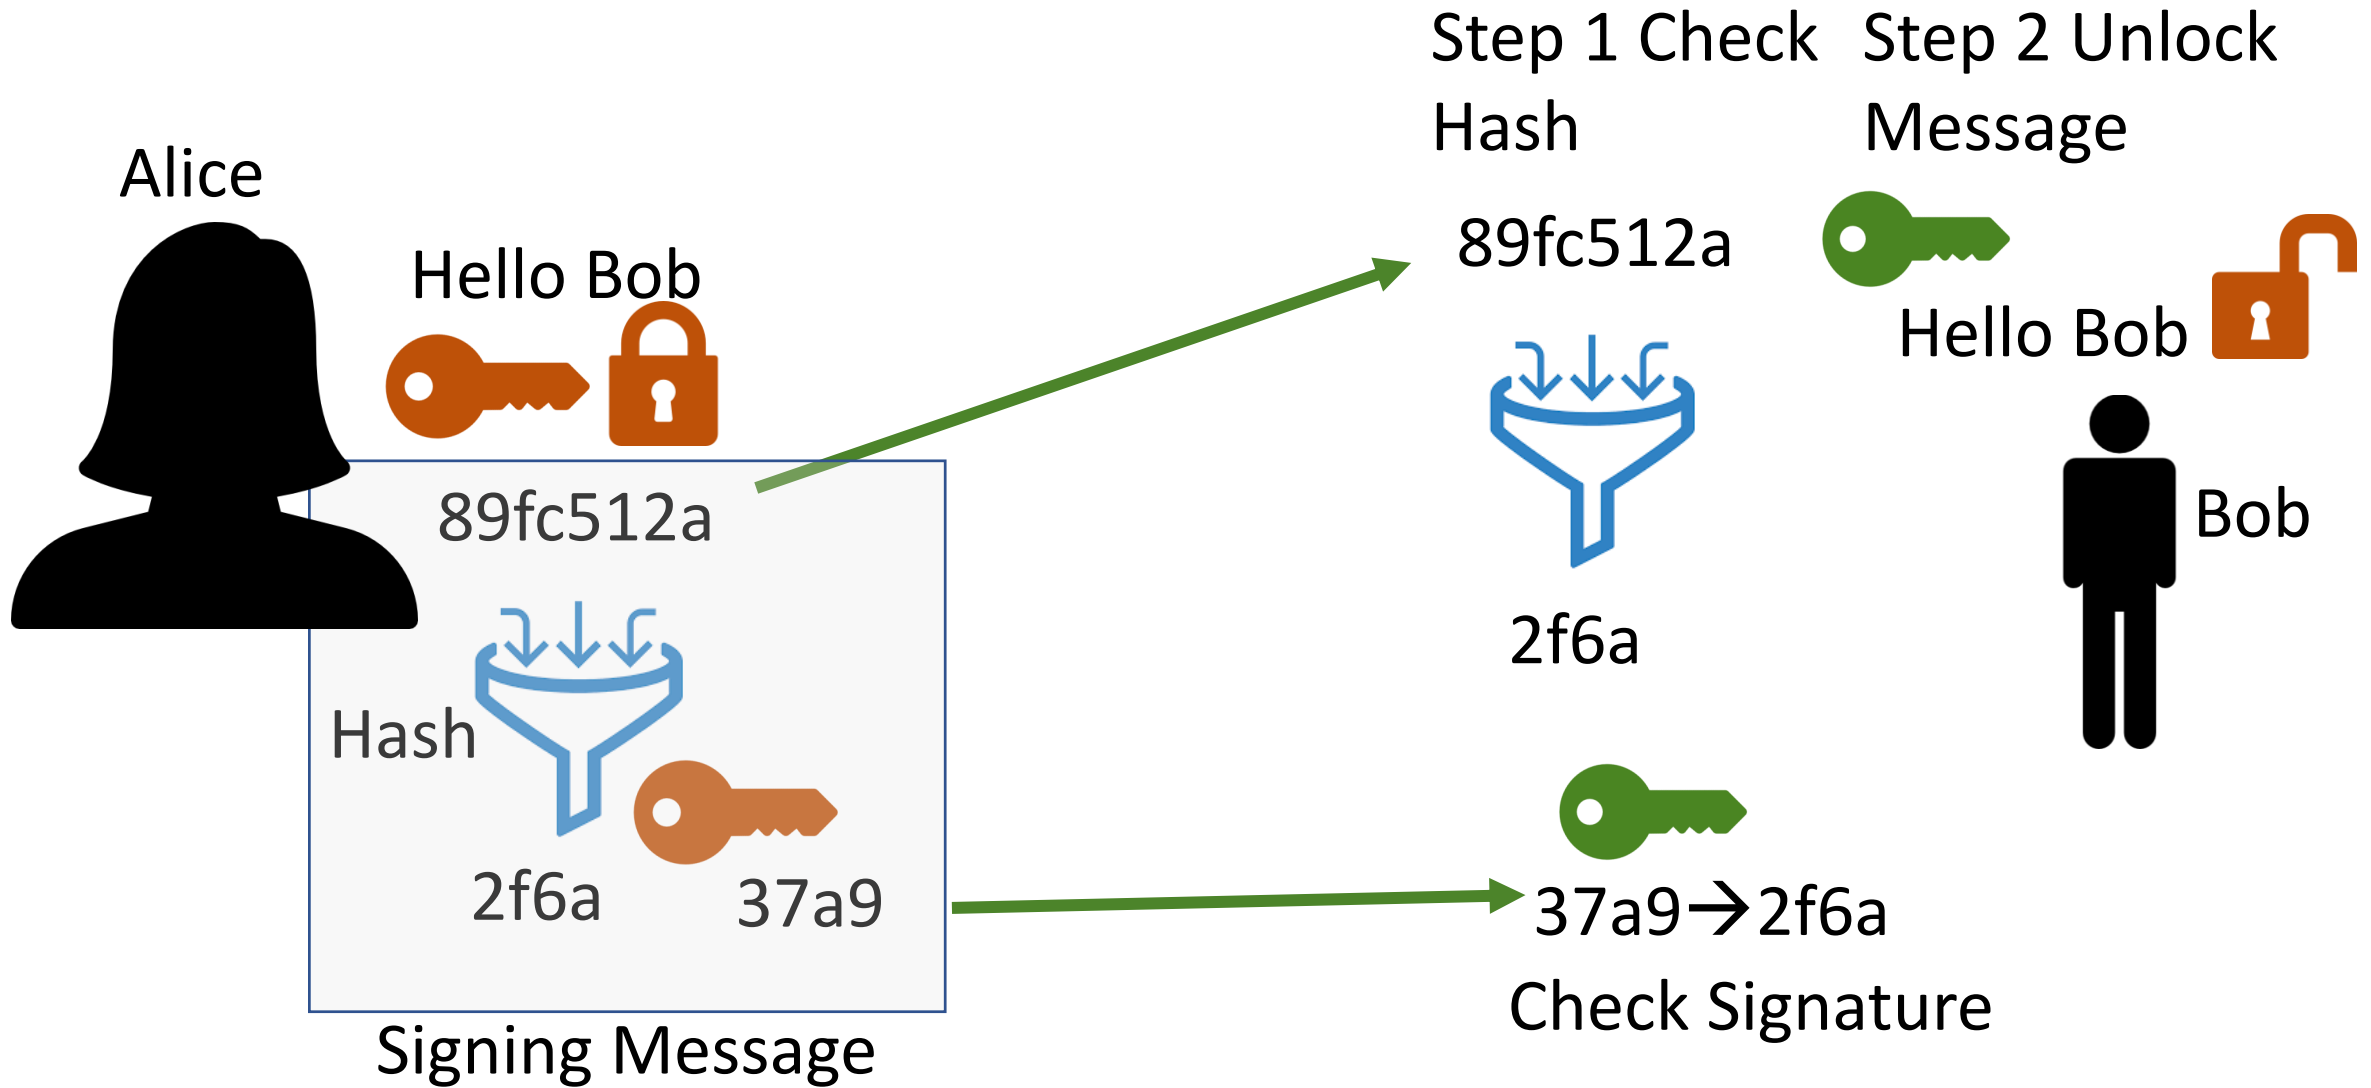 Alice
Hello Bob
89fc512a
Hash
2f6a
37a9
Signing Message
Step 1 Check
Hash
89fc512a
2f6a
37a9→2f6a
Check Signature
Step 2 Unlock
Message
Hello Bob
Bob